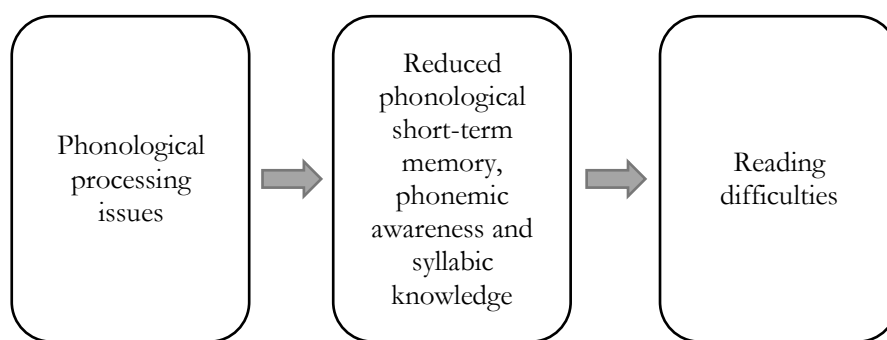 Phonological
processing
issues
Reduced
phonological
short-term
memory,
phonemic
awareness and
syllabic
knowledge
Reading
difficulties